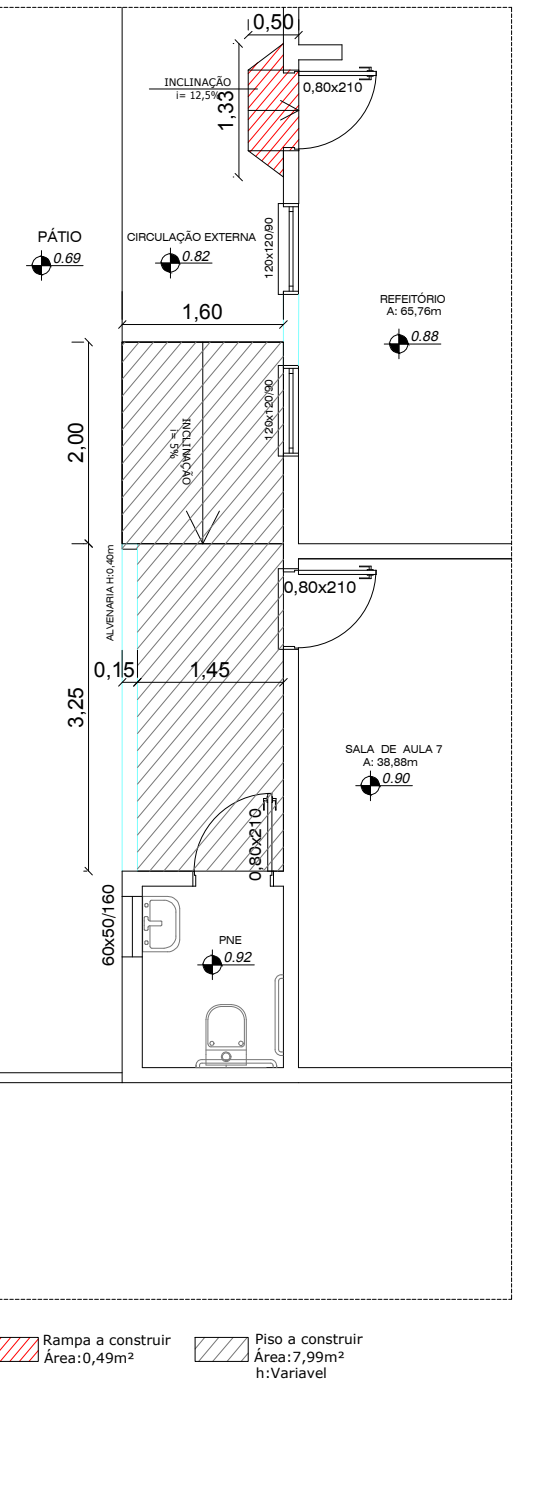 0,50
INCLINAÇÃO
i= 12,5%
1,33
0,80x210
PÁTIO
0.69
CIRCULAÇÃO EXTERNA
0.82
120x120/90
REFEITÓRIO
A: 65,76m
0.88
1,60
2,00
INCLINAÇÃO
i= 5%
120x120/90
ALVENARIA H:0,40m
0,80x210
0,15
1,45
3,25
SALA DE AULA 7
A: 38,88m
0.90
0,80x210
60x50/160
PNE
0.92
Rampa a construir
Área:0,49m²
Piso a construir
Área:7,99m²
h:Variavel